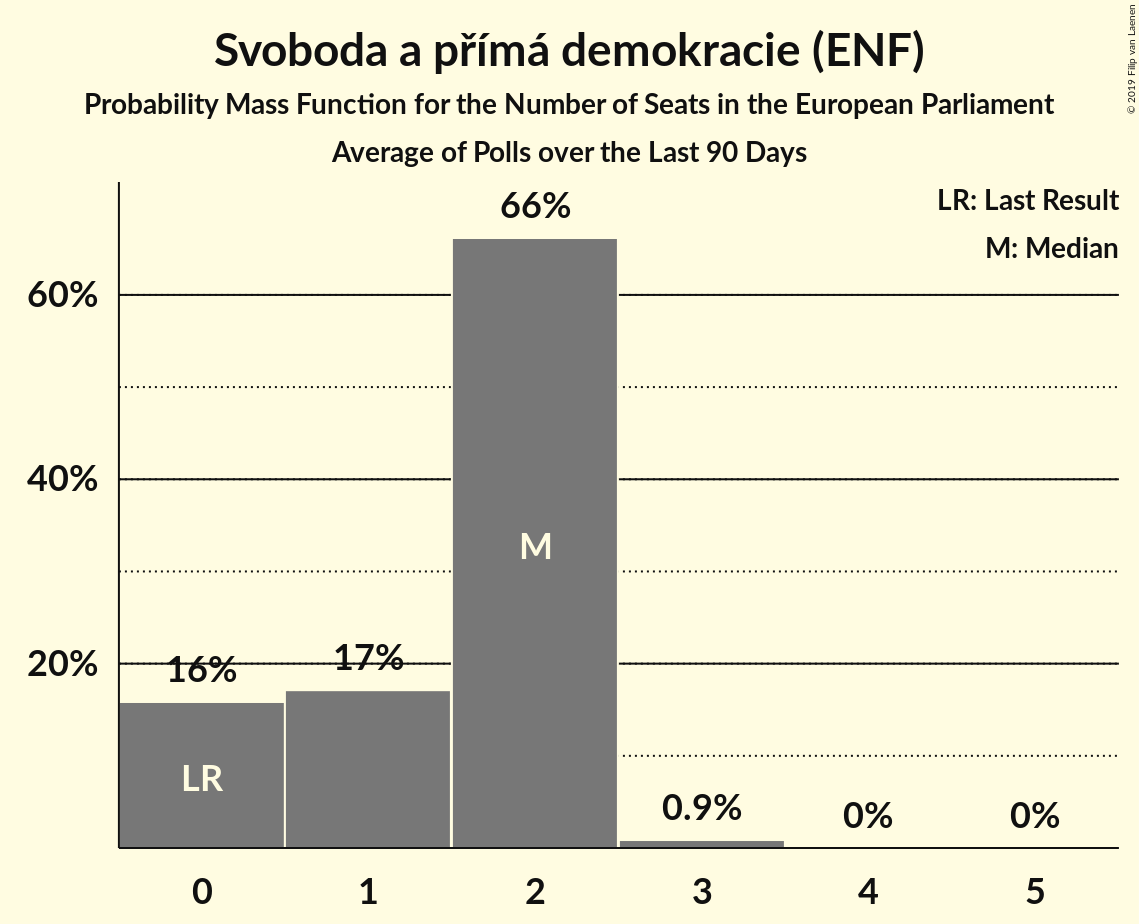 Svoboda a přímá demokracie (ENF)
Probability Mass Function for the Number of Seats in the European Parliament
Average of Polls over the Last 90 Days
© 2019 Filip van Laenen
LR: Last Result
M: Median
66%
60%
40%
M
20%
16%
17%
LR
0.9%
0%
0%
0
1
2
3
4
5